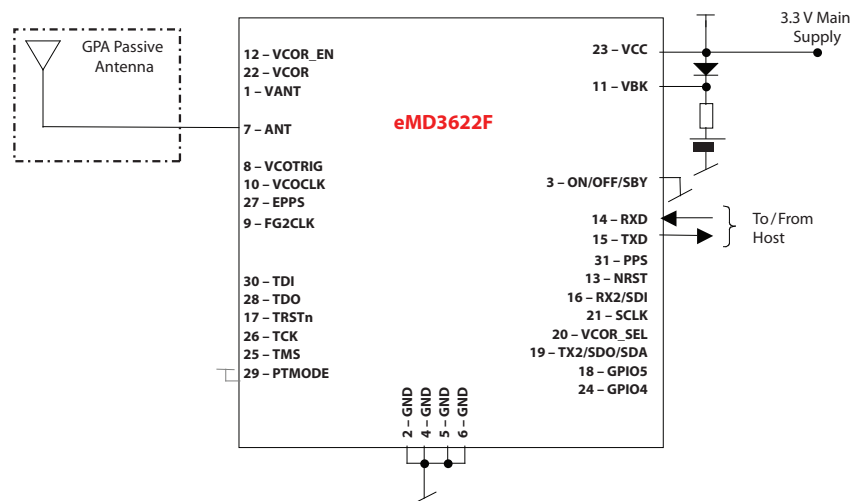 GPA Passive
Antenna
12 – VCOR_EN
22 – VCOR
1 – VANT
7 – ANT
8 – VCOTRIG
10 – VCOCLK
27 – EPPS
9 – FG2CLK
30 – TDI
28 – TDO
17 – TRSTn
26 – TCK
25 – TMS
29 – PTMODE
eMD3622F
2 – GND
4 – GND
5 – GND
6 – GND
23 – VCC
11 – VBK
3 – ON/OFF/SBY
14 – RXD
15 – TXD
31 – PPS
13 – NRST
16 – RX2/SDI
21 – SCLK
20 – VCOR_SEL
19 – TX2/SDO/SDA
18 – GPIO5
24 – GPIO4
3.3 V Main
Supply
To/From
Host